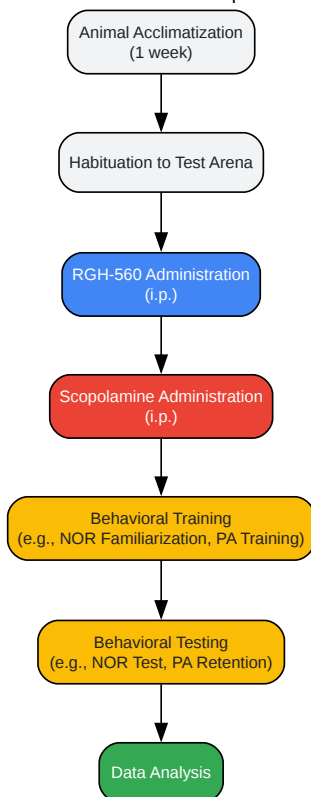 Animal Acclimatization
(1 week)
Habituation to Test Arena
RGH-560 Administration
(i.p.)
Scopolamine Administration
(i.p.)
Behavioral Training
(e.g., NOR Familiarization, PA Training)
Behavioral Testing
(e.g., NOR Test, PA Retention)
Data Analysis